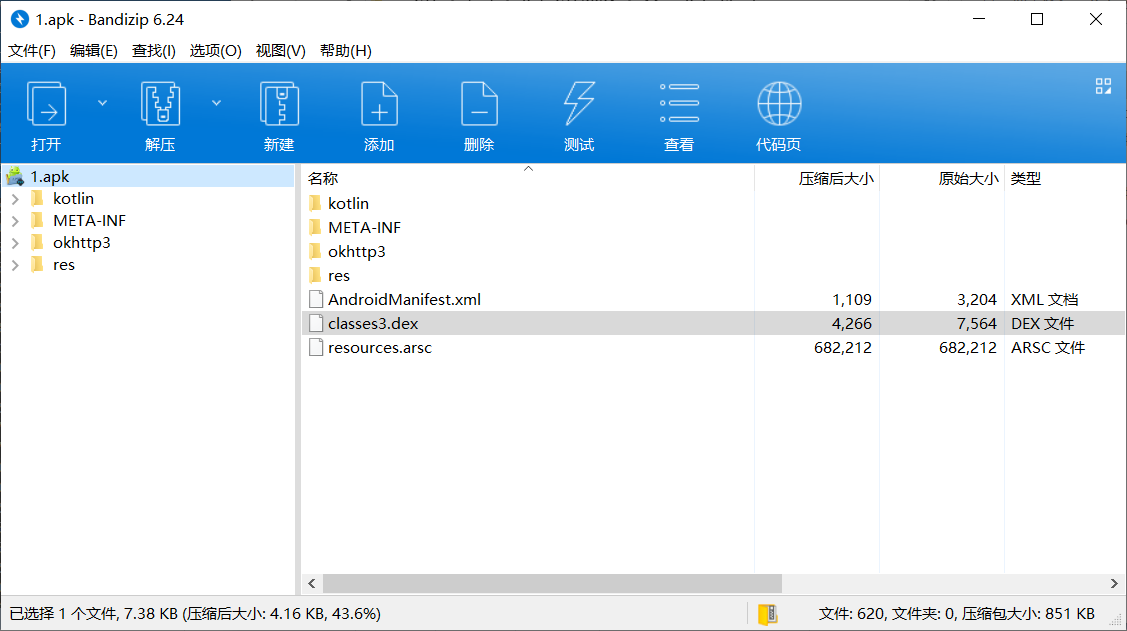 1.apk - Bandizip 6.24
文件(F) 编辑(E) 查找(I) 选项(O) 视图(V) 帮助(H)
打开 解压 新建 添加 删除 测试 查看 代码页
1.apk
kotlin
META-INF
okhttp3
res
名称 压缩后大小 原始大小 类型
kotlin
META-INF
okhttp3
res
AndroidManifest.xml 1,109 3,204 XML 文档
classes3.dex 4,266 7,564 DEX 文件
resources.arsc 682,212 682,212 ARSC 文件
已选择 1 个文件, 7.38 KB (压缩后大小: 4.16 KB, 43.6%) 文件: 620, 文件夹: 0, 压缩包大小: 851 KB